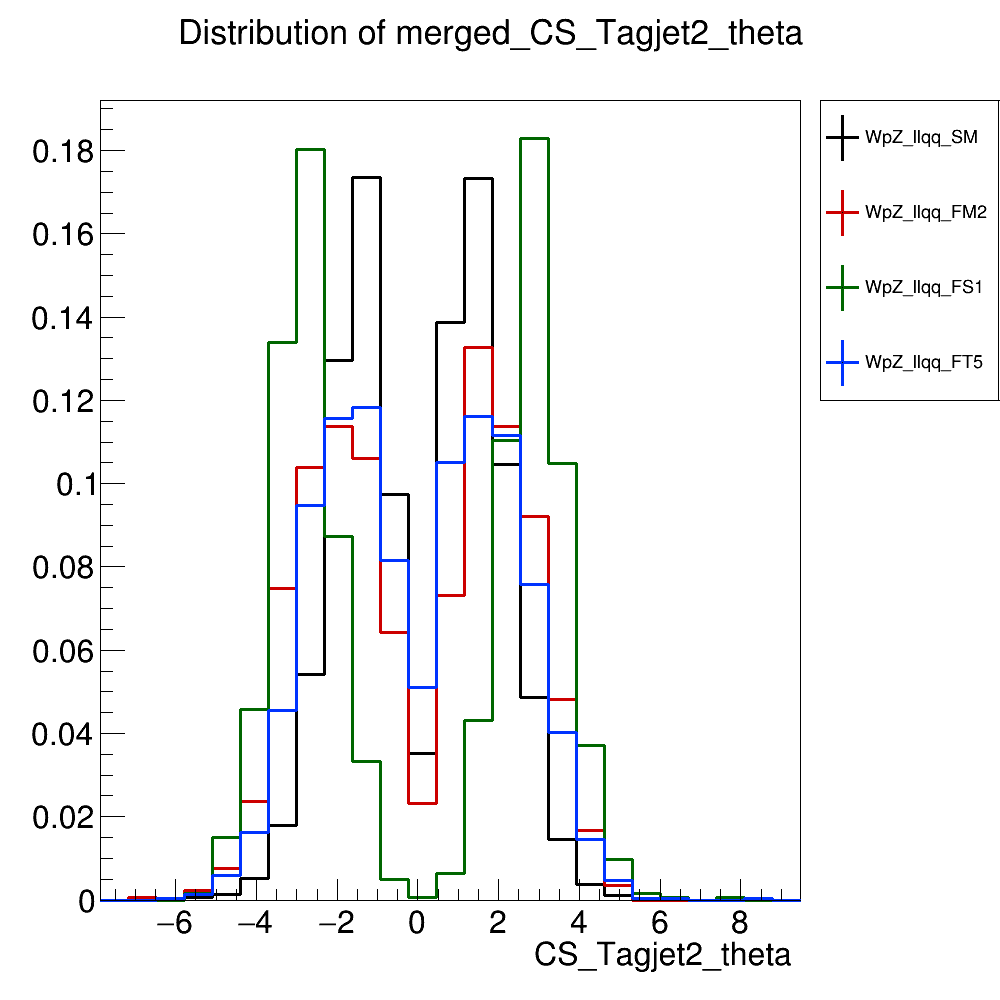 Distribution of merged_CS_Tagjet2_theta
WpZ_llqq_SM
WpZ_llqq_FM2
WpZ_llqq_FS1
WpZ_llqq_FT5
0.18
0.16
0.14
0.12
0.1
0.08
0.06
0.04
0.02
0
−6 −4 −2 0 2 4 6 8
CS_Tagjet2_theta